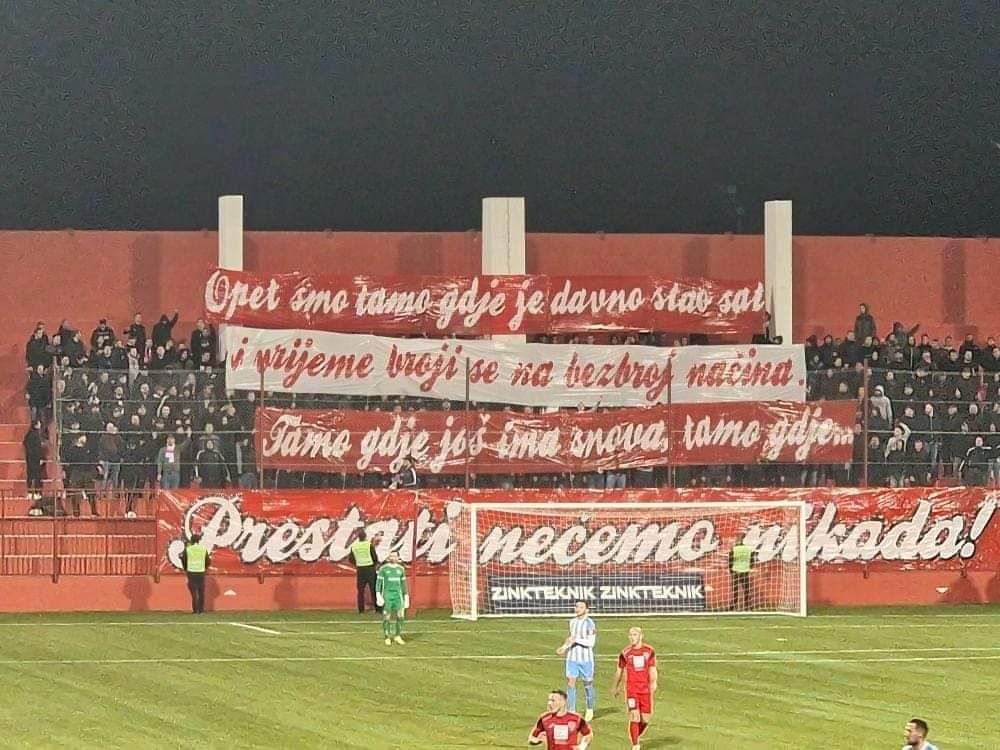 Opet smo tamo gdje je davno stao sat
i vrijeme broji se na bezbroj načina.
Tamo gdje još ima snova, tamo gdje...
Prestati nećemo nikada!
ZINKTEKNIK ZINKTEKNIK